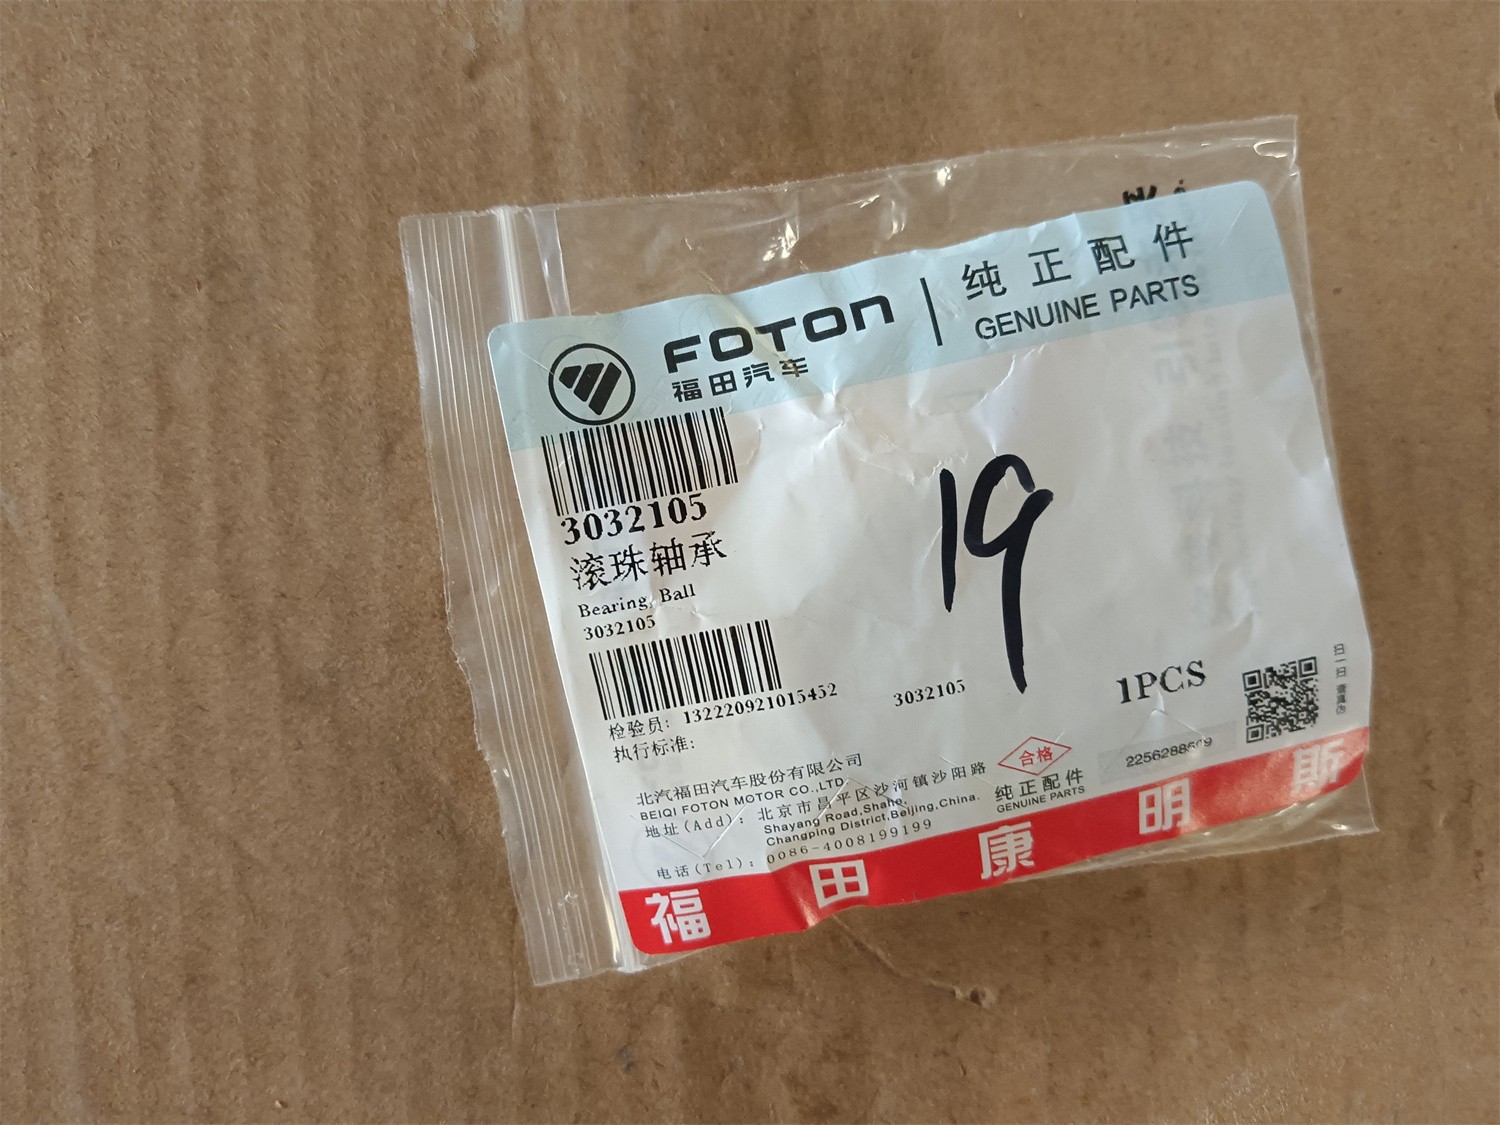 FOTON
福田汽车
纯正配件
GENUINE PARTS
3032105
滚珠轴承
Bearing, Ball
3032105
19
132220921015452
3032105
1PCS
检验员:
执行标准:
扫一扫
北汽福田汽车股份有限公司
BEIQI FOTON MOTOR CO.,LTD
地址(Add): 北京市昌平区沙河镇沙阳路
Shayang Road,Shahe,
Changping District,Beijing,China.
电话(Tel): 0086-4008199199
合格
纯正配件
GENUINE PARTS
福田康明斯